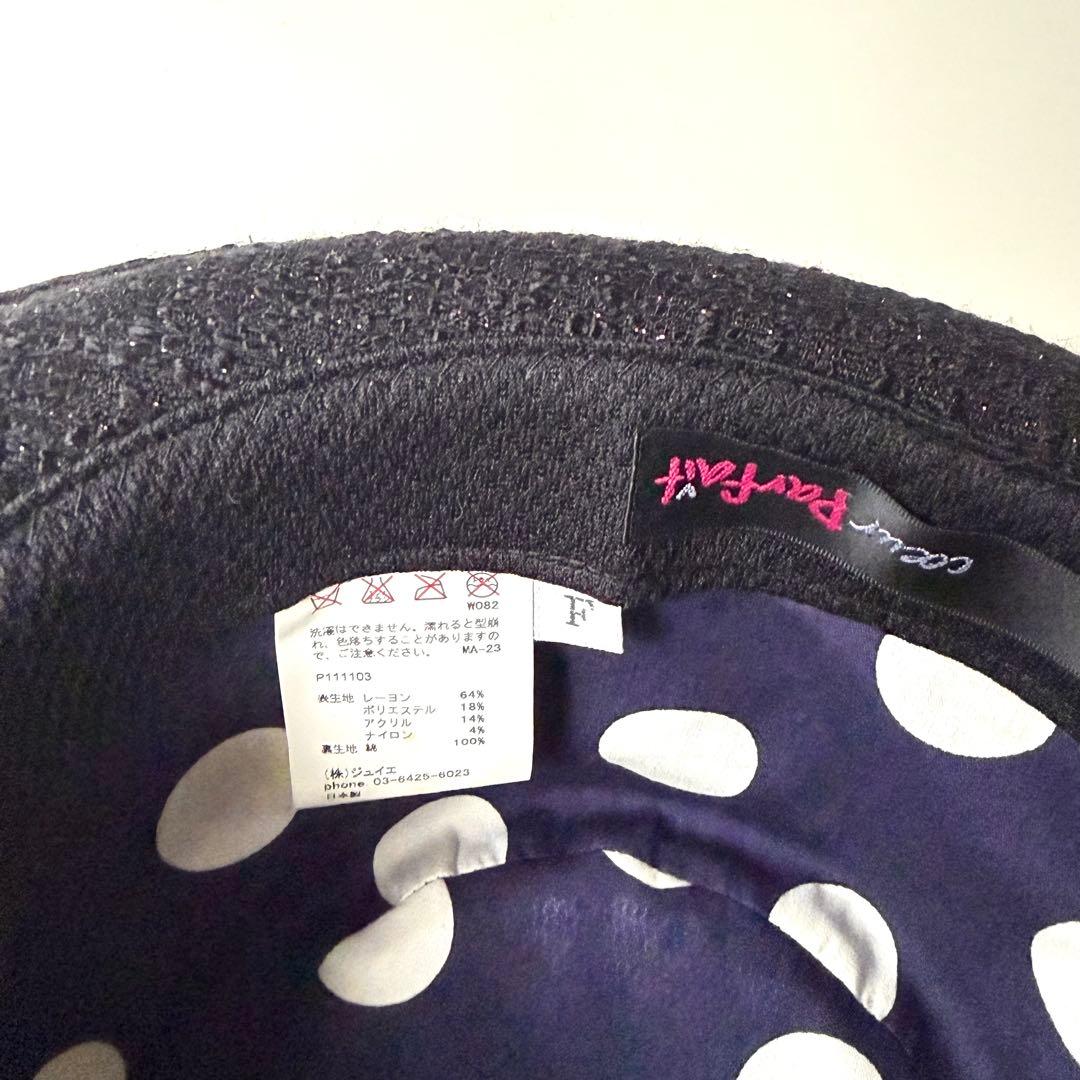 coeur Parfait
W082
洗濯はできません。濡れると型崩
れ、色落ちすることがありますの
で、ご注意ください。 MA-23
P111103
表生地 レーヨン 64%
ポリエステル 18%
アクリル 14%
ナイロン 4%
裏生地 綿 100%
(株)ジュイエ
phone 03-6425-6023
日本製